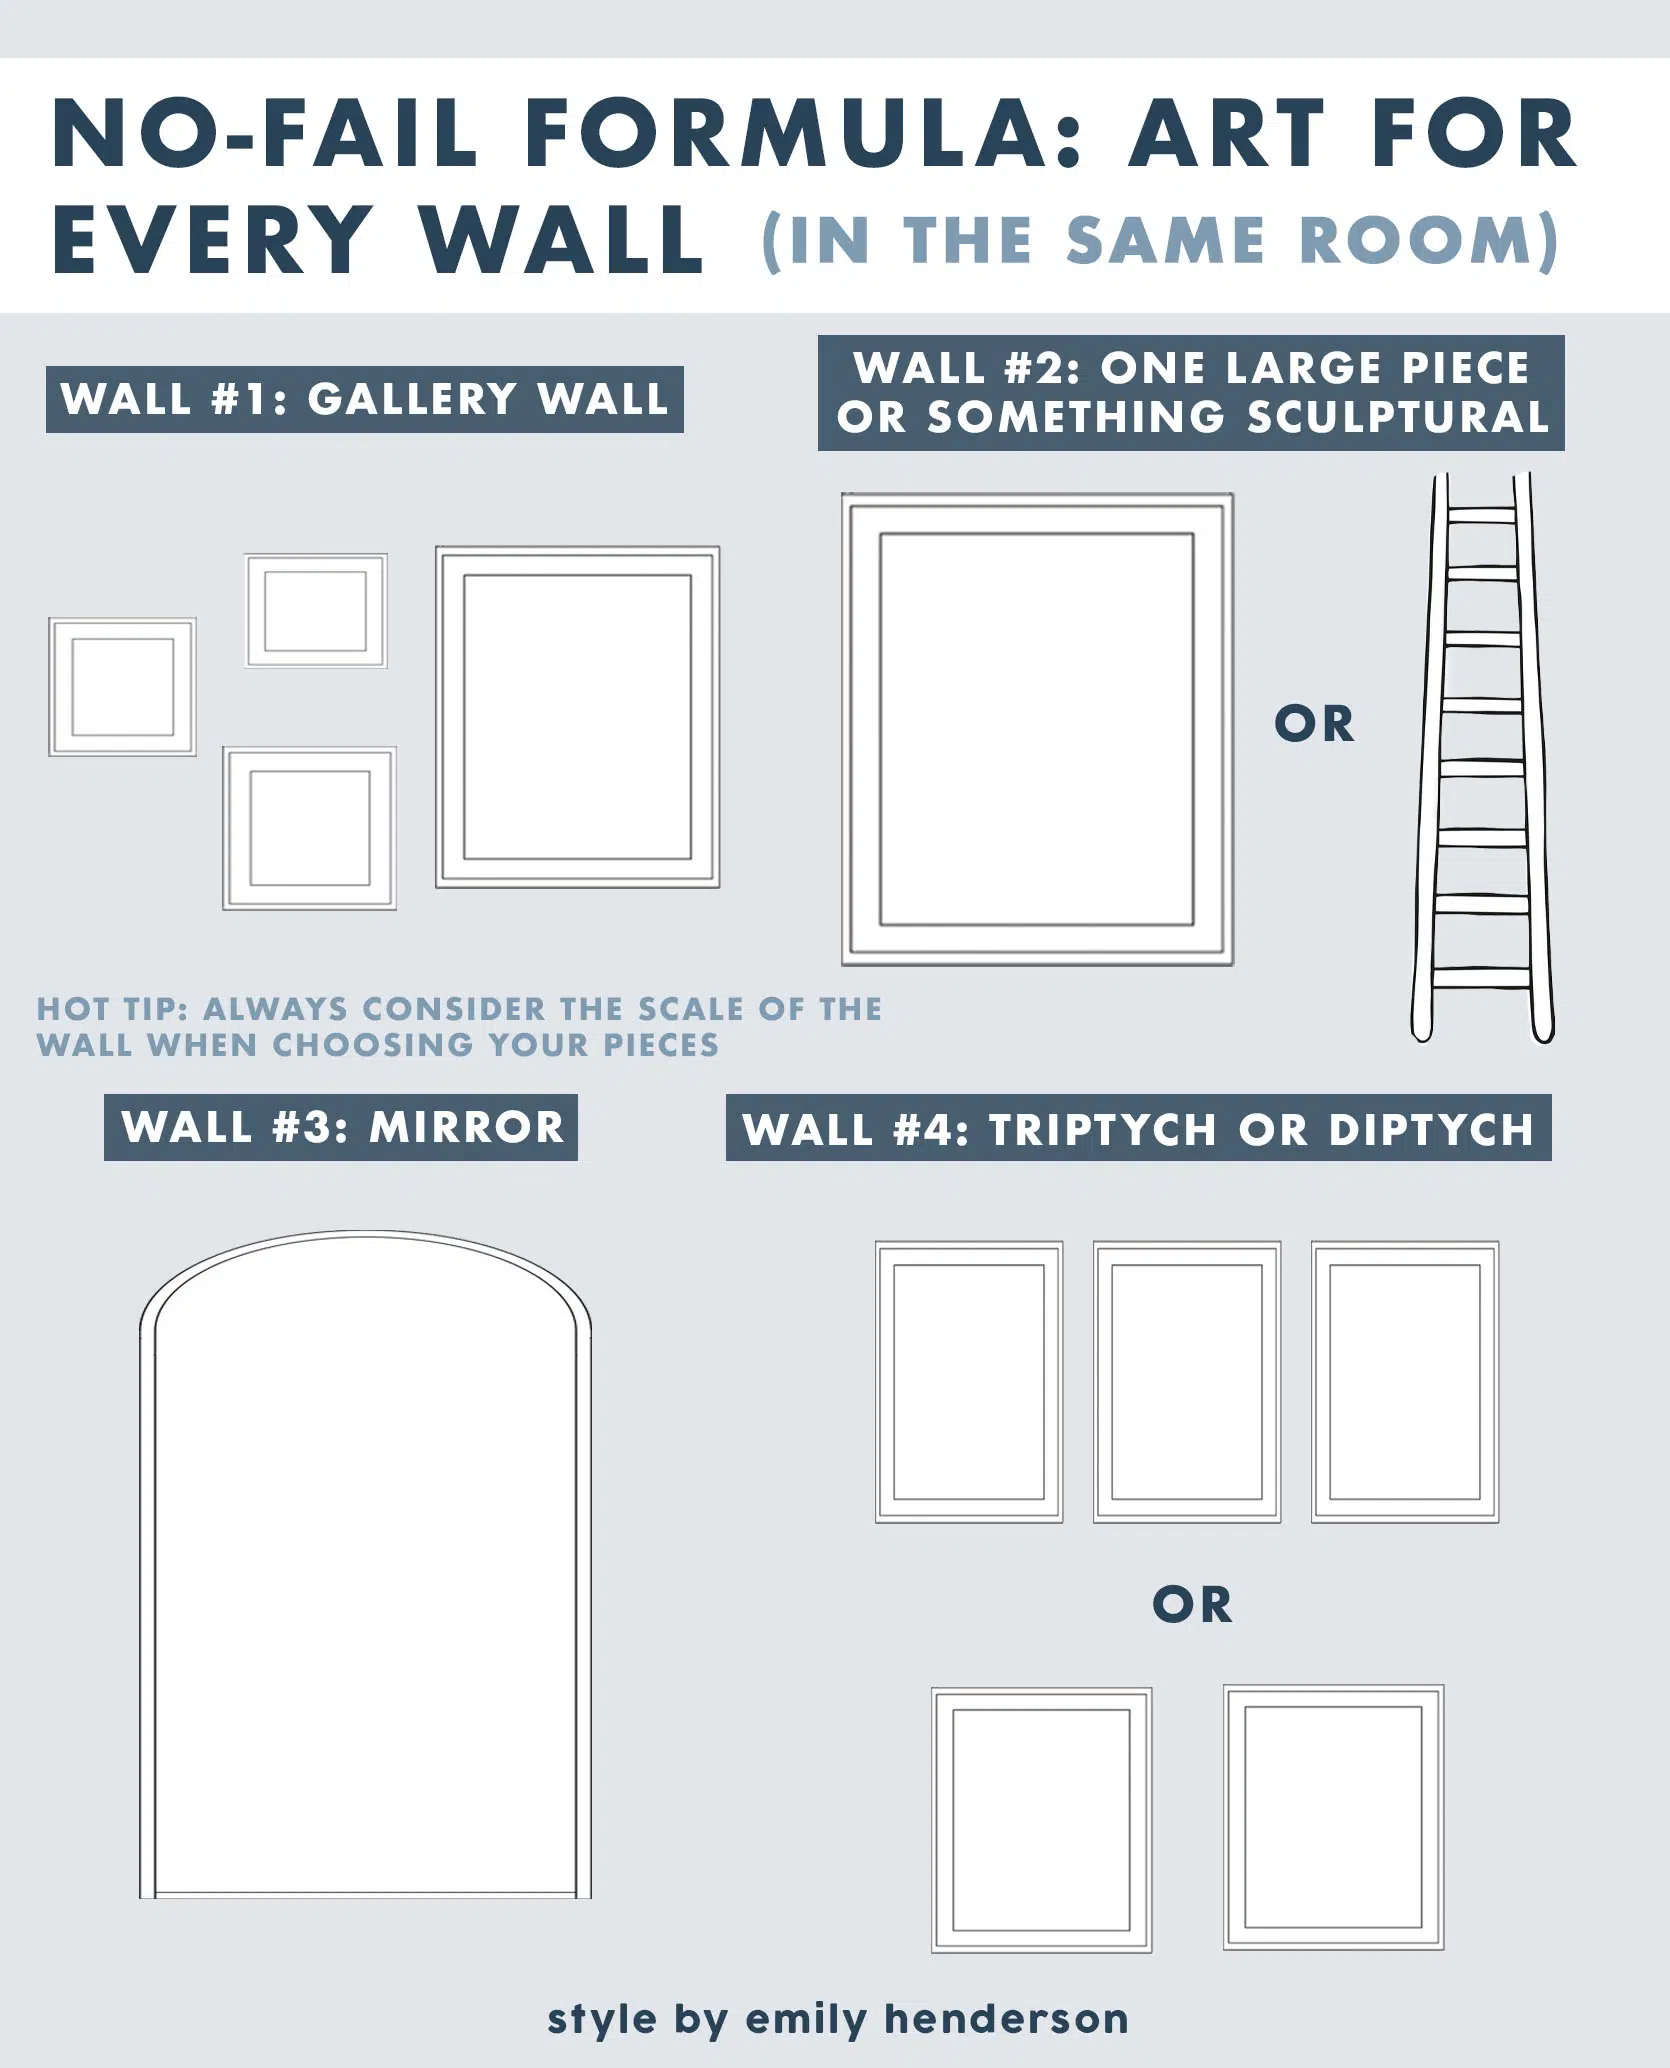 NO-FAIL FORMULA: ART FOR
EVERY WALL (IN THE SAME ROOM)
WALL #1: GALLERY WALL
WALL #2: ONE LARGE PIECE
OR SOMETHING SCULPTURAL
OR
HOT TIP: ALWAYS CONSIDER THE SCALE OF THE
WALL WHEN CHOOSING YOUR PIECES
WALL #3: MIRROR
WALL #4: TRIPTYCH OR DIPTYCH
OR
style by emily henderson